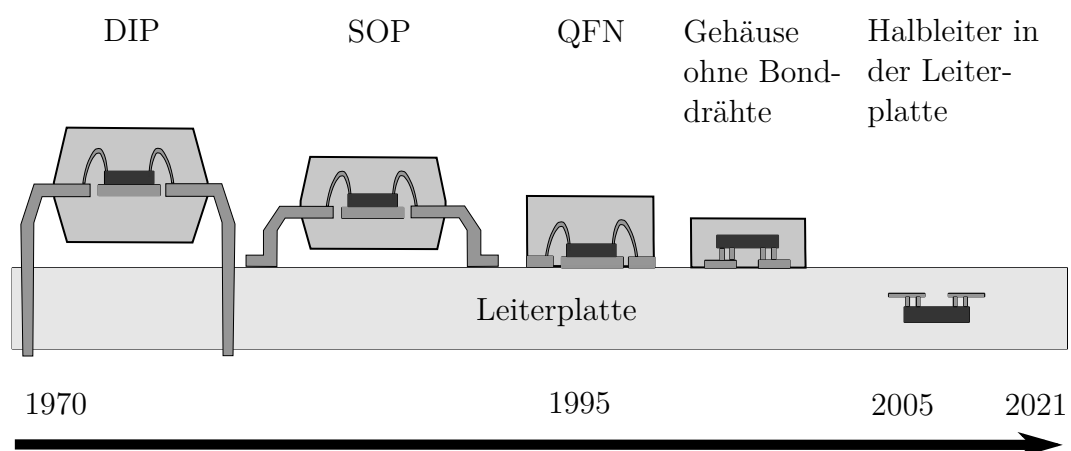 DIP
SOP
QFN
Gehäuse
ohne Bond-
drähte
Halbleiter in
der Leiter-
platte
Leiterplatte
1970
1995
2005
2021